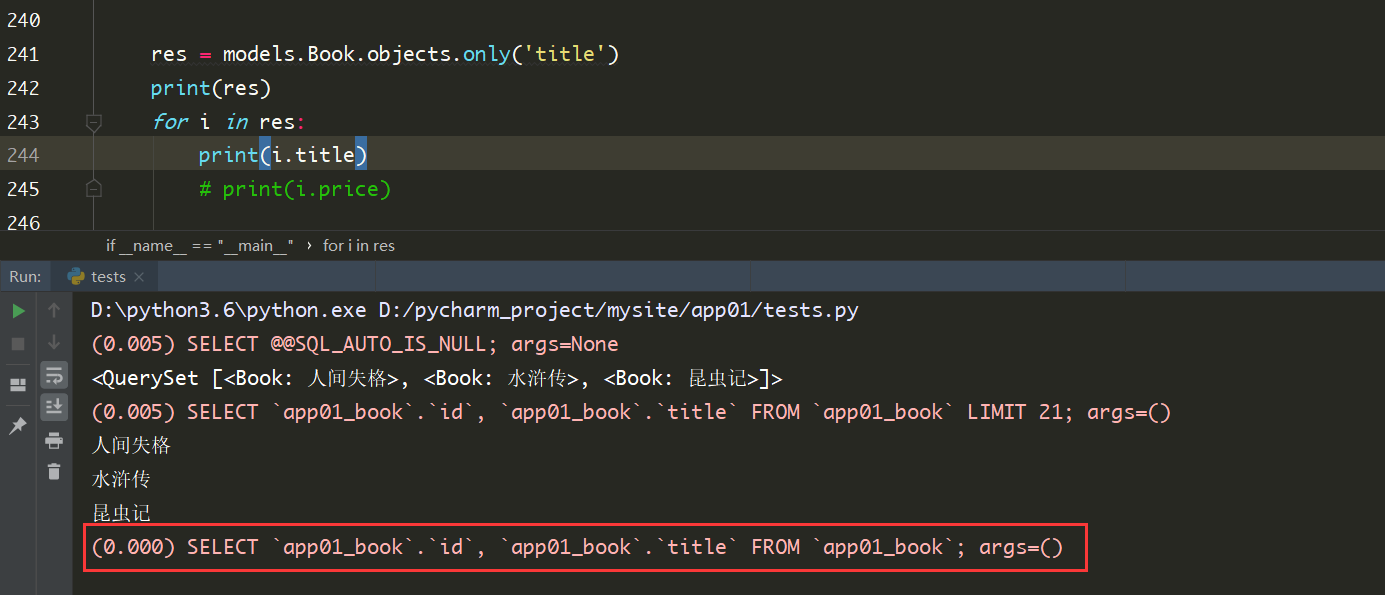 240
241 res = models.Book.objects.only('title')
242 print(res)
243 for i in res:
244 print(i.title)
245 # print(i.price)
246
if __name__ == "__main__" › for i in res
Run: tests
D:\python3.6\python.exe D:/pycharm_project/mysite/app01/tests.py
(0.005) SELECT @@SQL_AUTO_IS_NULL; args=None
<QuerySet [<Book: 人间失格>, <Book: 水浒传>, <Book: 昆虫记>]>
(0.005) SELECT `app01_book`.`id`, `app01_book`.`title` FROM `app01_book` LIMIT 21; args=()
人间失格
水浒传
昆虫记
(0.000) SELECT `app01_book`.`id`, `app01_book`.`title` FROM `app01_book`; args=()